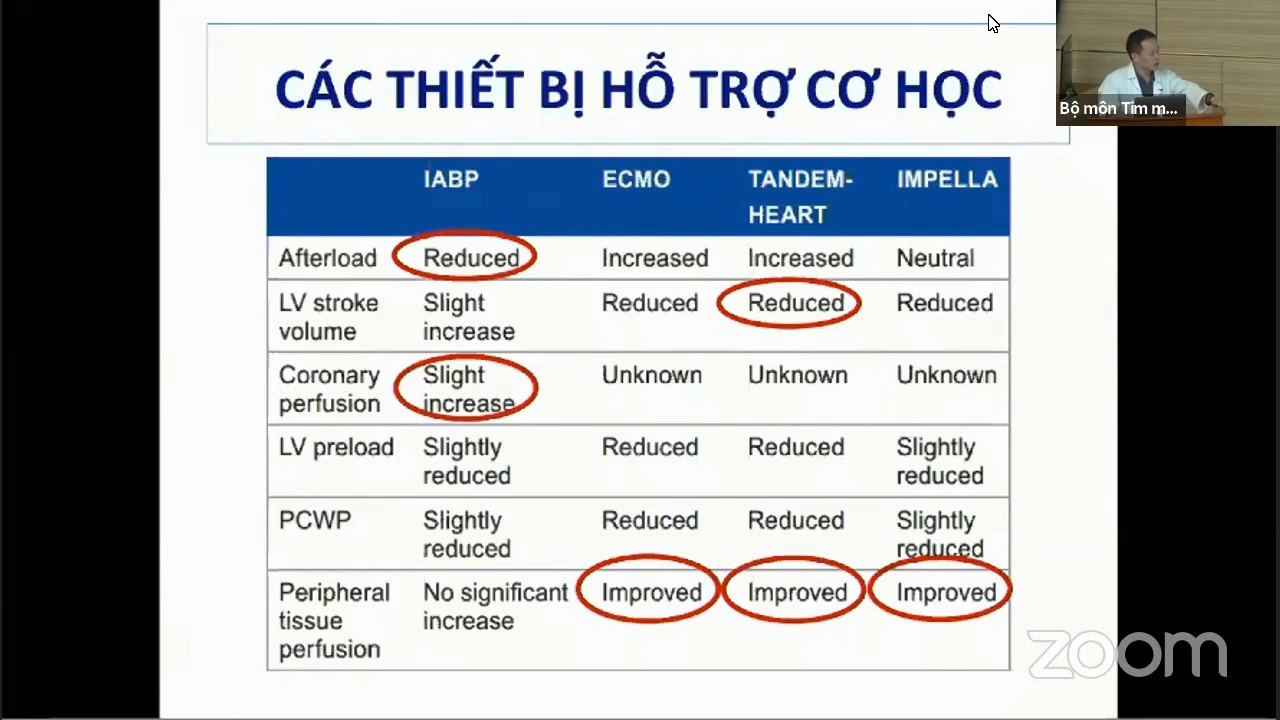 CÁC THIẾT BỊ HỖ TRỢ CƠ HỌC
Bộ môn Tim m...
IABP ECMO TANDEM-HEART IMPELLA
Afterload Reduced Increased Increased Neutral
LV stroke volume Slight increase Reduced Reduced Reduced
Coronary perfusion Slight increase Unknown Unknown Unknown
LV preload Slightly reduced Reduced Reduced Slightly reduced
PCWP Slightly reduced Reduced Reduced Slightly reduced
Peripheral tissue perfusion No significant increase Improved Improved Improved
zoom